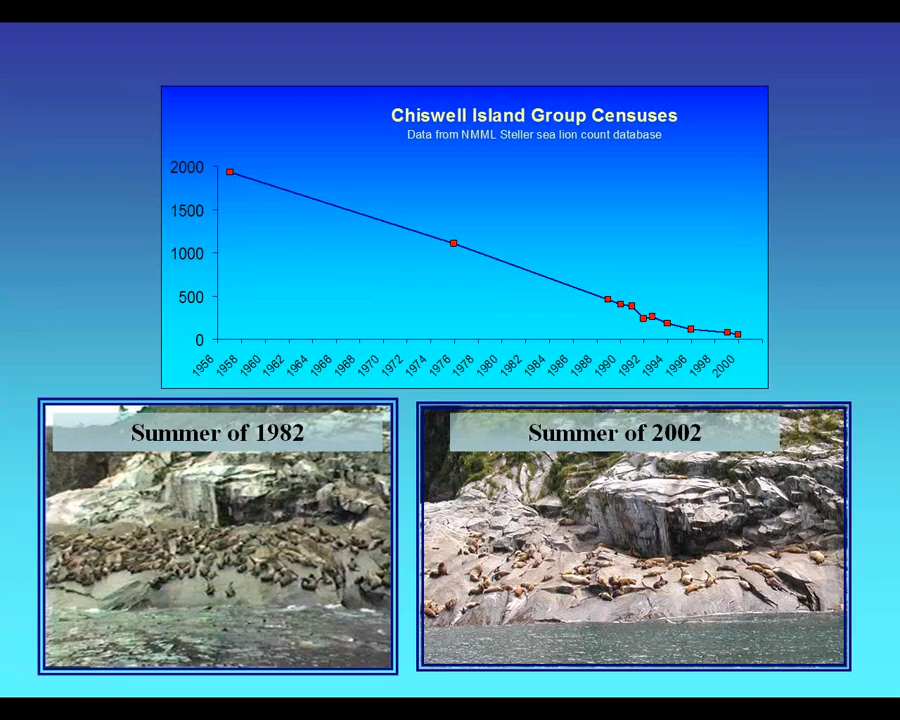 Chiswell Island Group Censuses
Data from NMML Steller sea lion count database
2000
1500
1000
500
0
1956 1958 1960 1962 1964 1966 1968 1970 1972 1974 1976 1978 1980 1982 1984 1986 1988 1990 1992 1994 1996 1998 2000
Summer of 1982
Summer of 2002